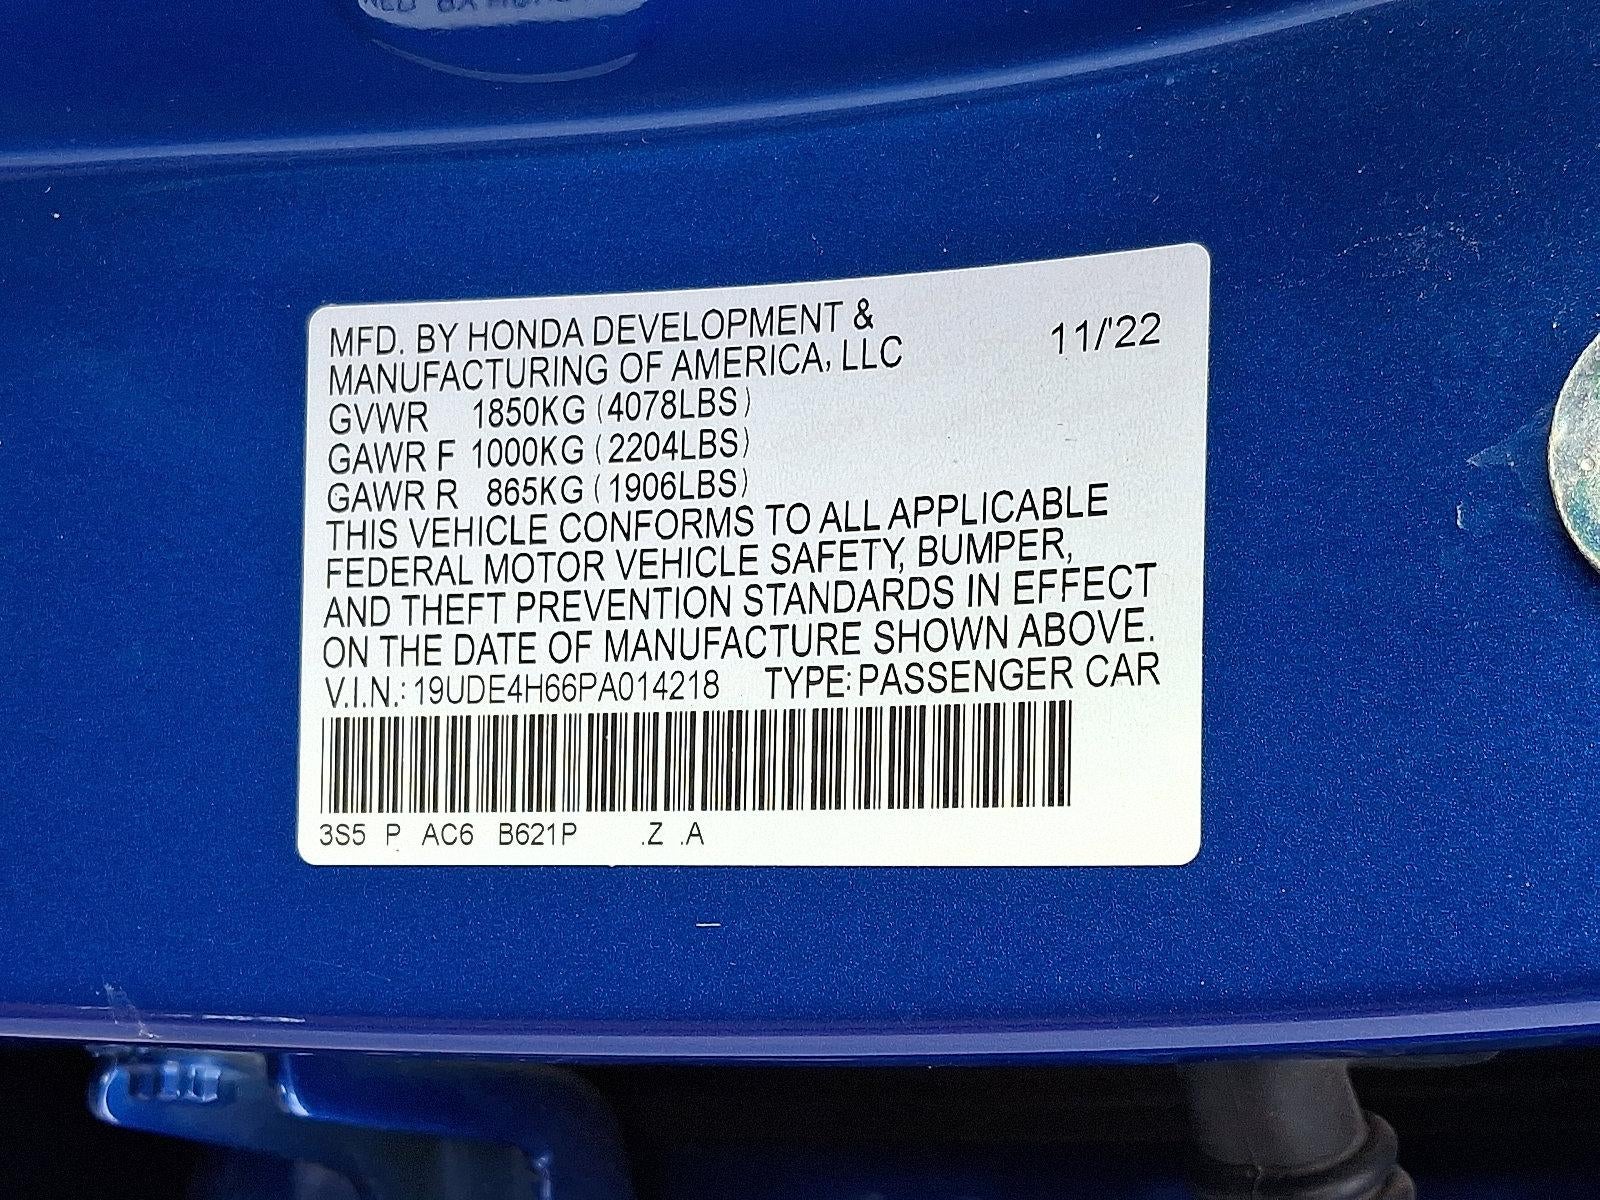 MFD. BY HONDA DEVELOPMENT &
MANUFACTURING OF AMERICA, LLC 11/'22
GVWR 1850KG (4078LBS)
GAWR F 1000KG (2204LBS)
GAWR R 865KG (1906LBS)
THIS VEHICLE CONFORMS TO ALL APPLICABLE
FEDERAL MOTOR VEHICLE SAFETY, BUMPER,
AND THEFT PREVENTION STANDARDS IN EFFECT
ON THE DATE OF MANUFACTURE SHOWN ABOVE.
V.I.N.: 19UDE4H66PA014218 TYPE: PASSENGER CAR
3S5 P AC6 B621P .Z .A